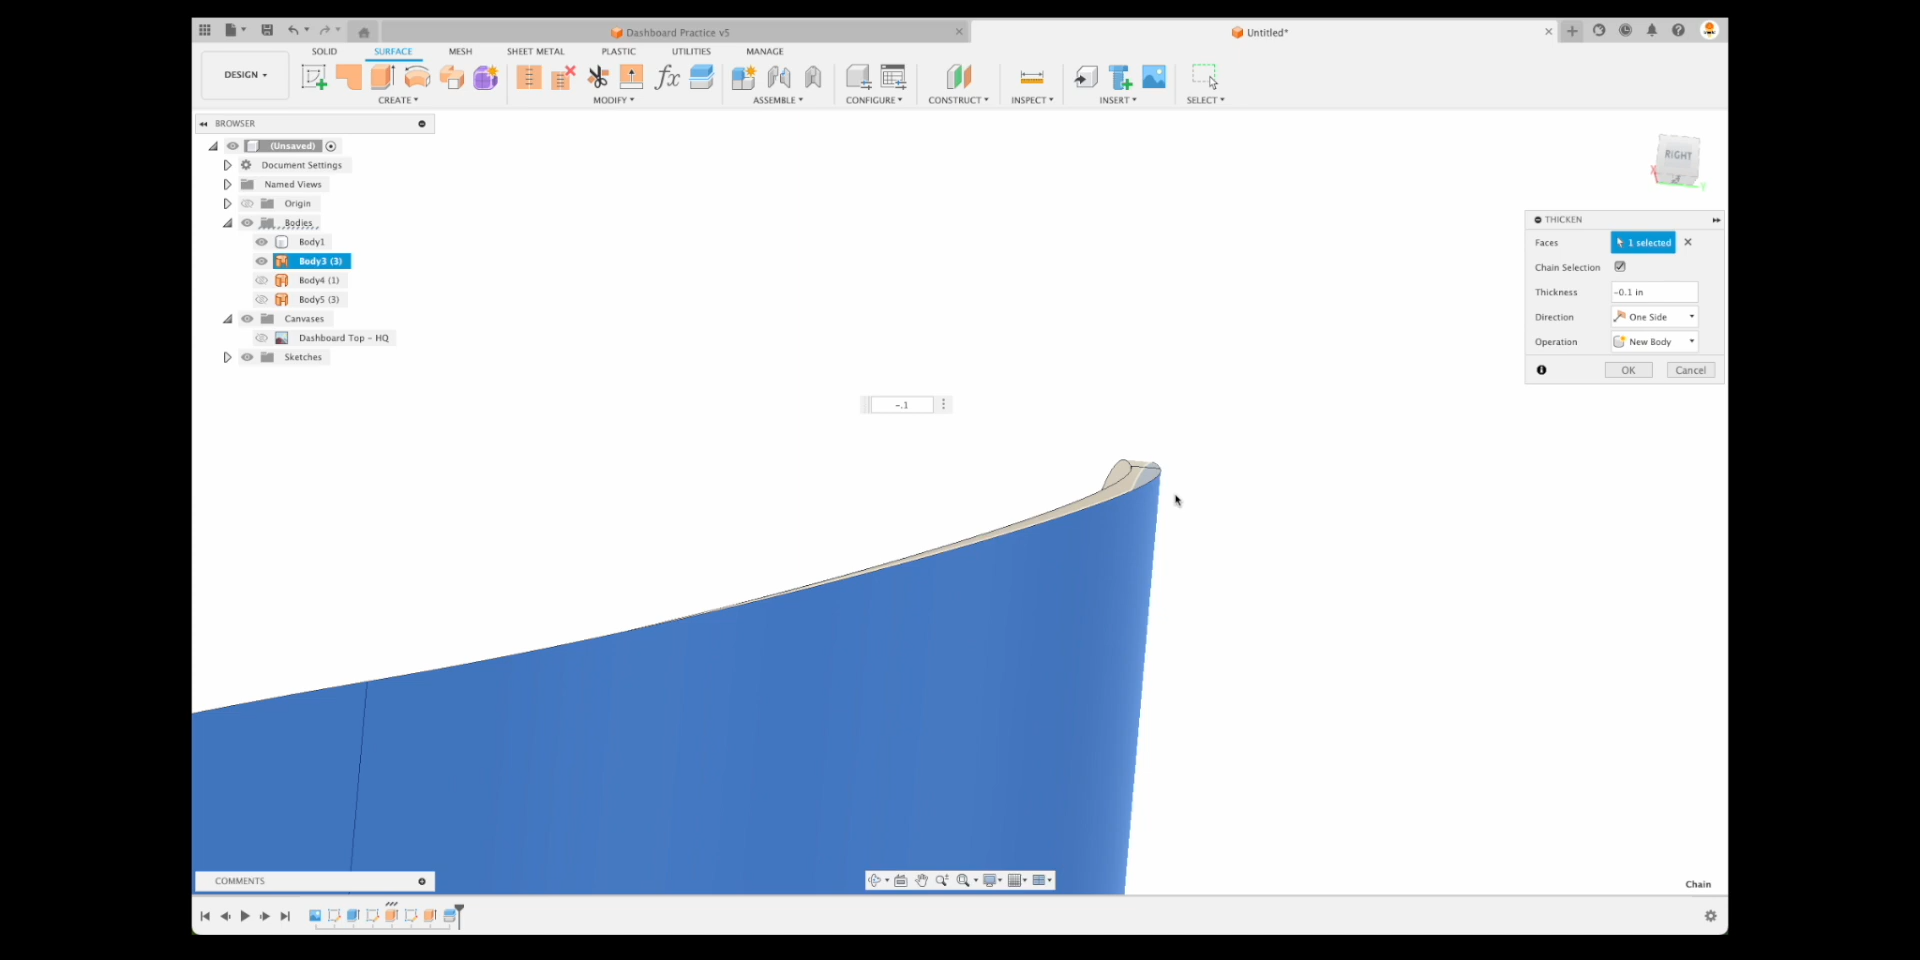 Dashboard Practice v5
Untitled*
DESIGN
SOLID
SURFACE
MESH
SHEET METAL
PLASTIC
UTILITIES
MANAGE
CREATE
MODIFY
ASSEMBLE
CONFIGURE
CONSTRUCT
INSPECT
INSERT
SELECT
BROWSER
(Unsaved)
Document Settings
Named Views
Origin
Bodies
Body1
Body3 (3)
Body4 (1)
Body5 (3)
Canvases
Dashboard Top - HQ
Sketches
RIGHT
X
Y
THICKEN
Faces
1 selected
Chain Selection
Thickness
-0.1 in
Direction
One Side
Operation
New Body
OK
Cancel
-.1
COMMENTS
Chain